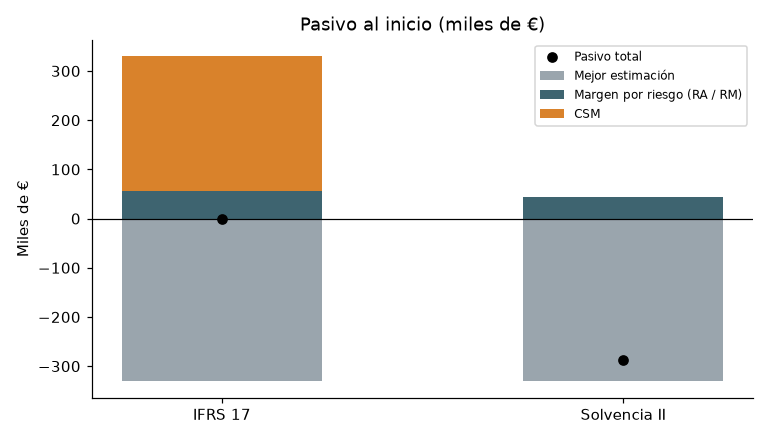 Pasivo al inicio (miles de €)
Pasivo total
Mejor estimación
Margen por riesgo (RA / RM)
CSM
Miles de €
300
200
100
0
−100
−200
−300
IFRS 17
Solvencia II